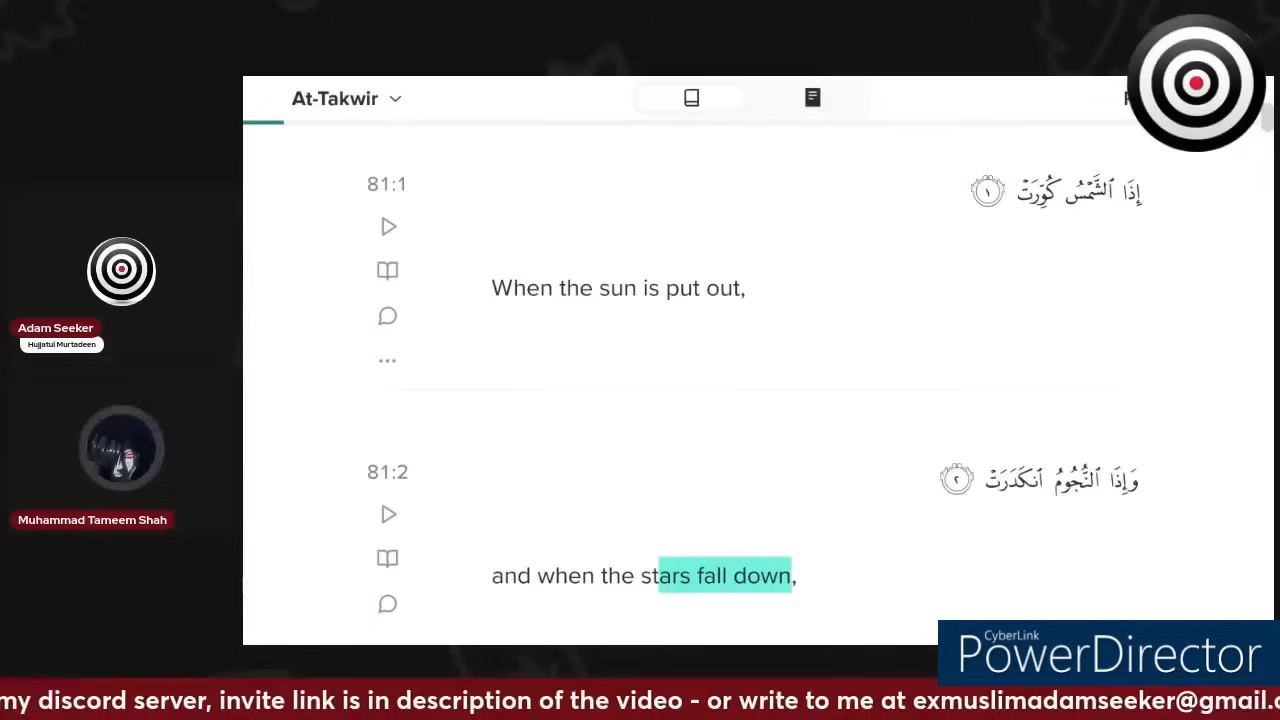 At-Takwir
81:1
إِذَا ٱلشَّمْسُ كُوِّرَتْ ١
When the sun is put out,
Adam Seeker
Hujjatul Murtadeen
81:2
وَإِذَا ٱلنُّجُومُ ٱنكَدَرَتْ ٢
Muhammad Tameem Shah
and when the stars fall down,
CyberLink
PowerDirector
my discord server, invite link is in description of the video - or write to me at exmuslimadamseeker@gmail.c